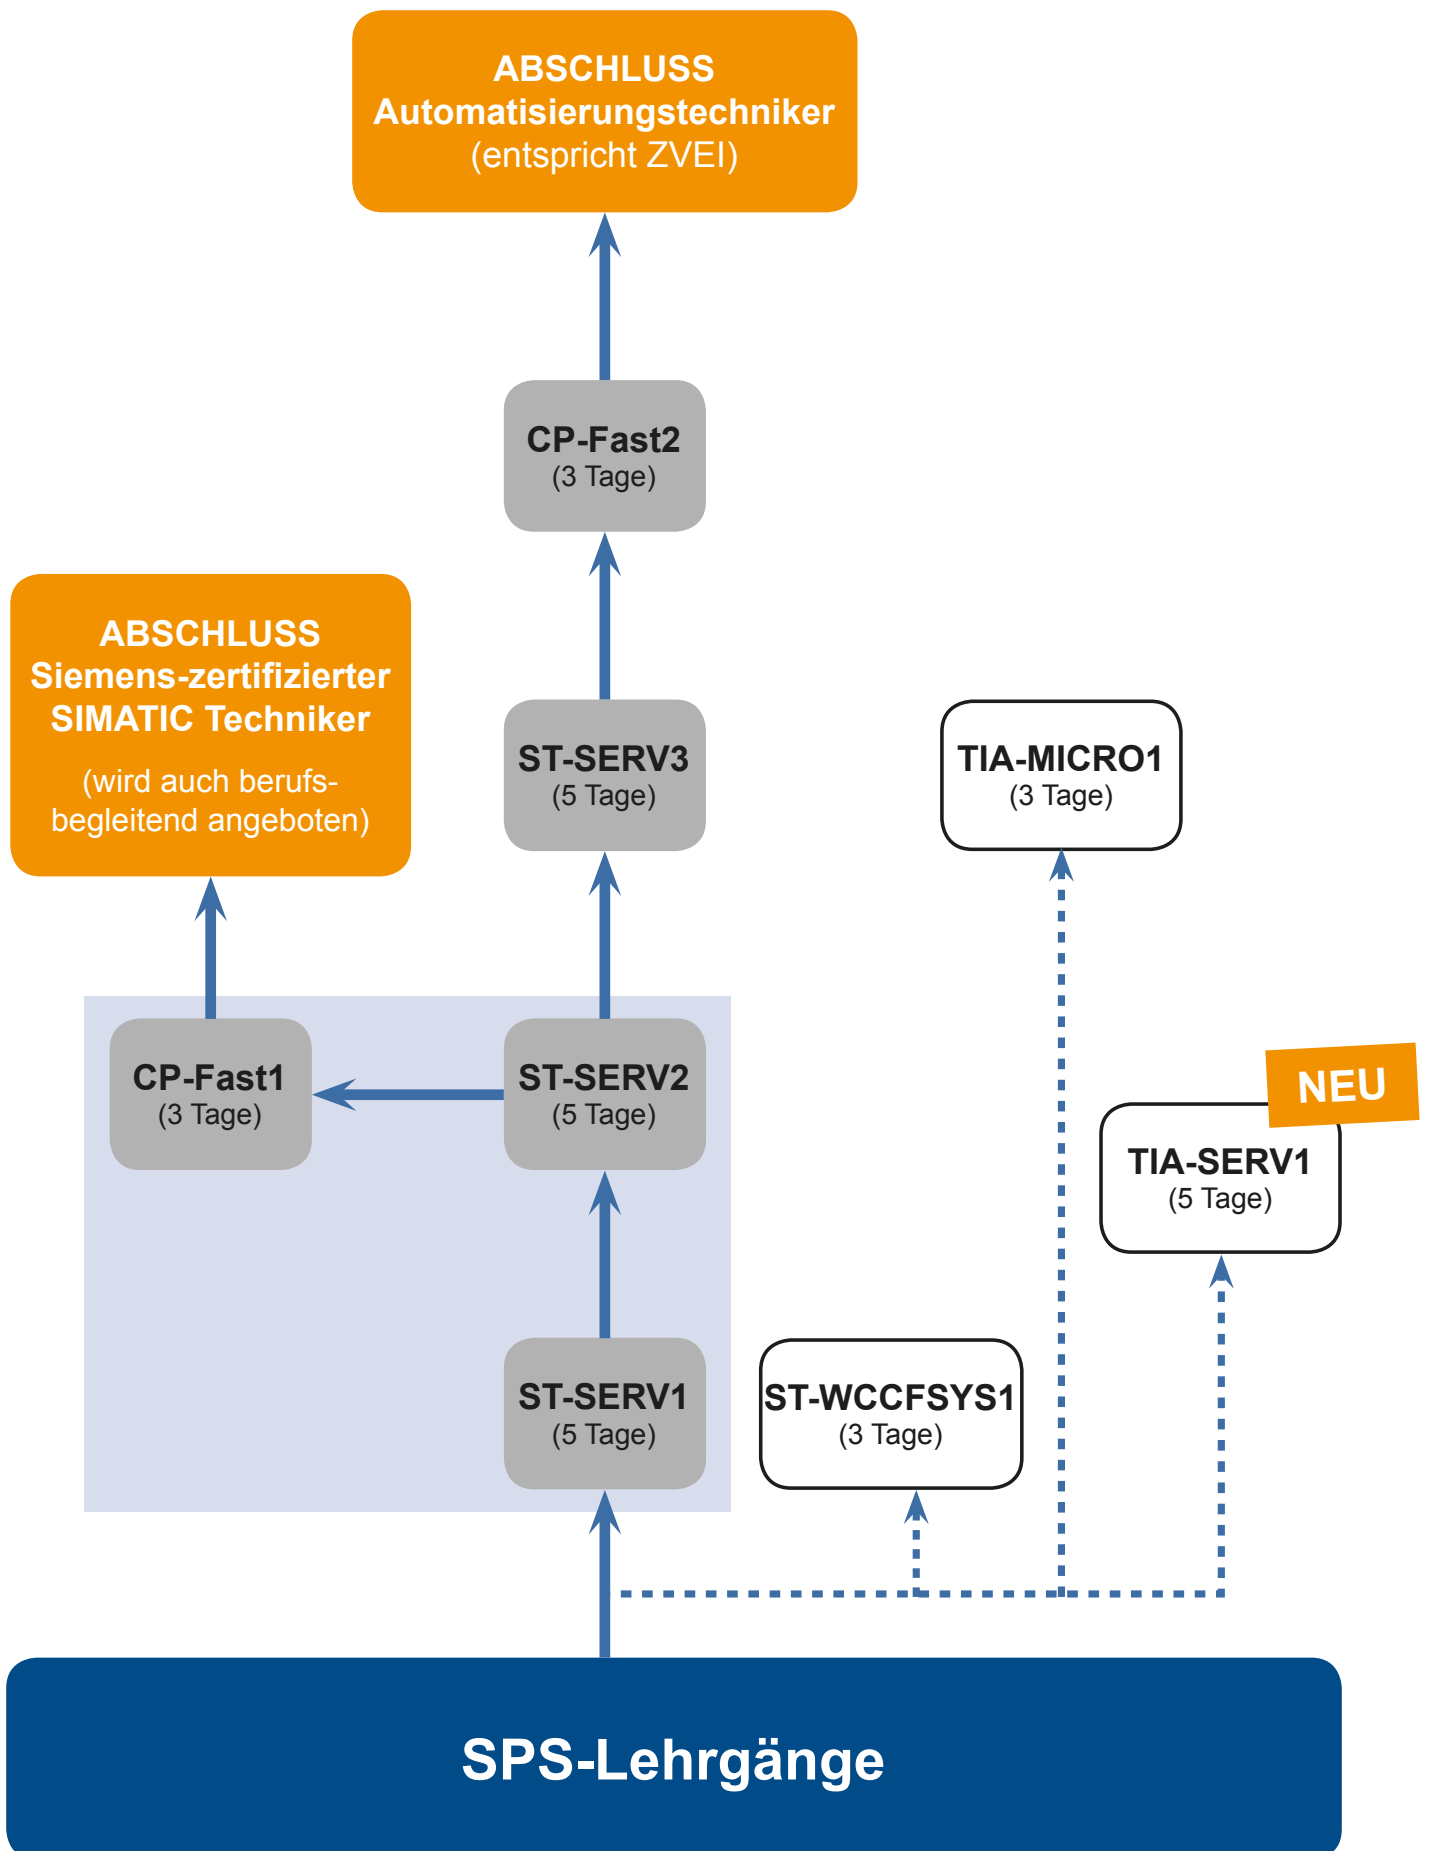 ABSCHLUSS
Automatisierungstechniker
(entspricht ZVEI)
CP-Fast2
(3 Tage)
ABSCHLUSS
Siemens-zertifizierter
SIMATIC Techniker
(wird auch berufs-
begleitend angeboten)
ST-SERV3
(5 Tage)
TIA-MICRO1
(3 Tage)
CP-Fast1
(3 Tage)
ST-SERV2
(5 Tage)
NEU
TIA-SERV1
(5 Tage)
ST-SERV1
(5 Tage)
ST-WCCFSYS1
(3 Tage)
SPS-Lehrgänge